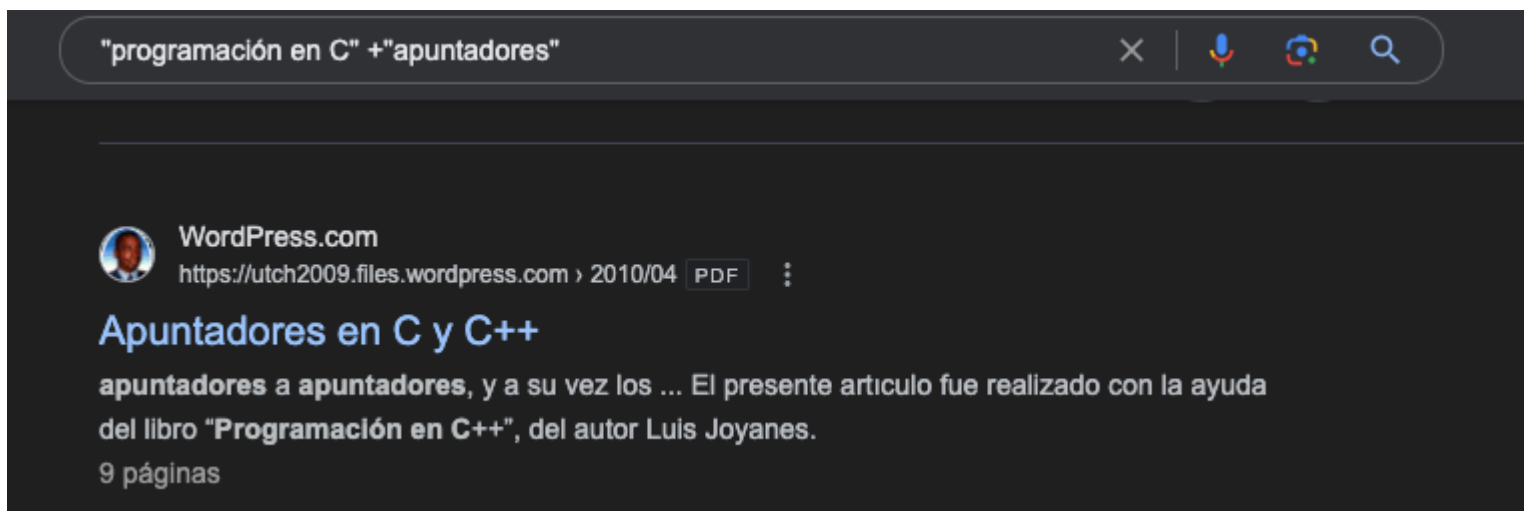 "programación en C" +"apuntadores"
WordPress.com
https://utch2009.files.wordpress.com › 2010/04 PDF
Apuntadores en C y C++
apuntadores a apuntadores, y a su vez los ... El presente artıculo fue realizado con la ayuda
del libro “Programación en C++”, del autor Luis Joyanes.
9 páginas